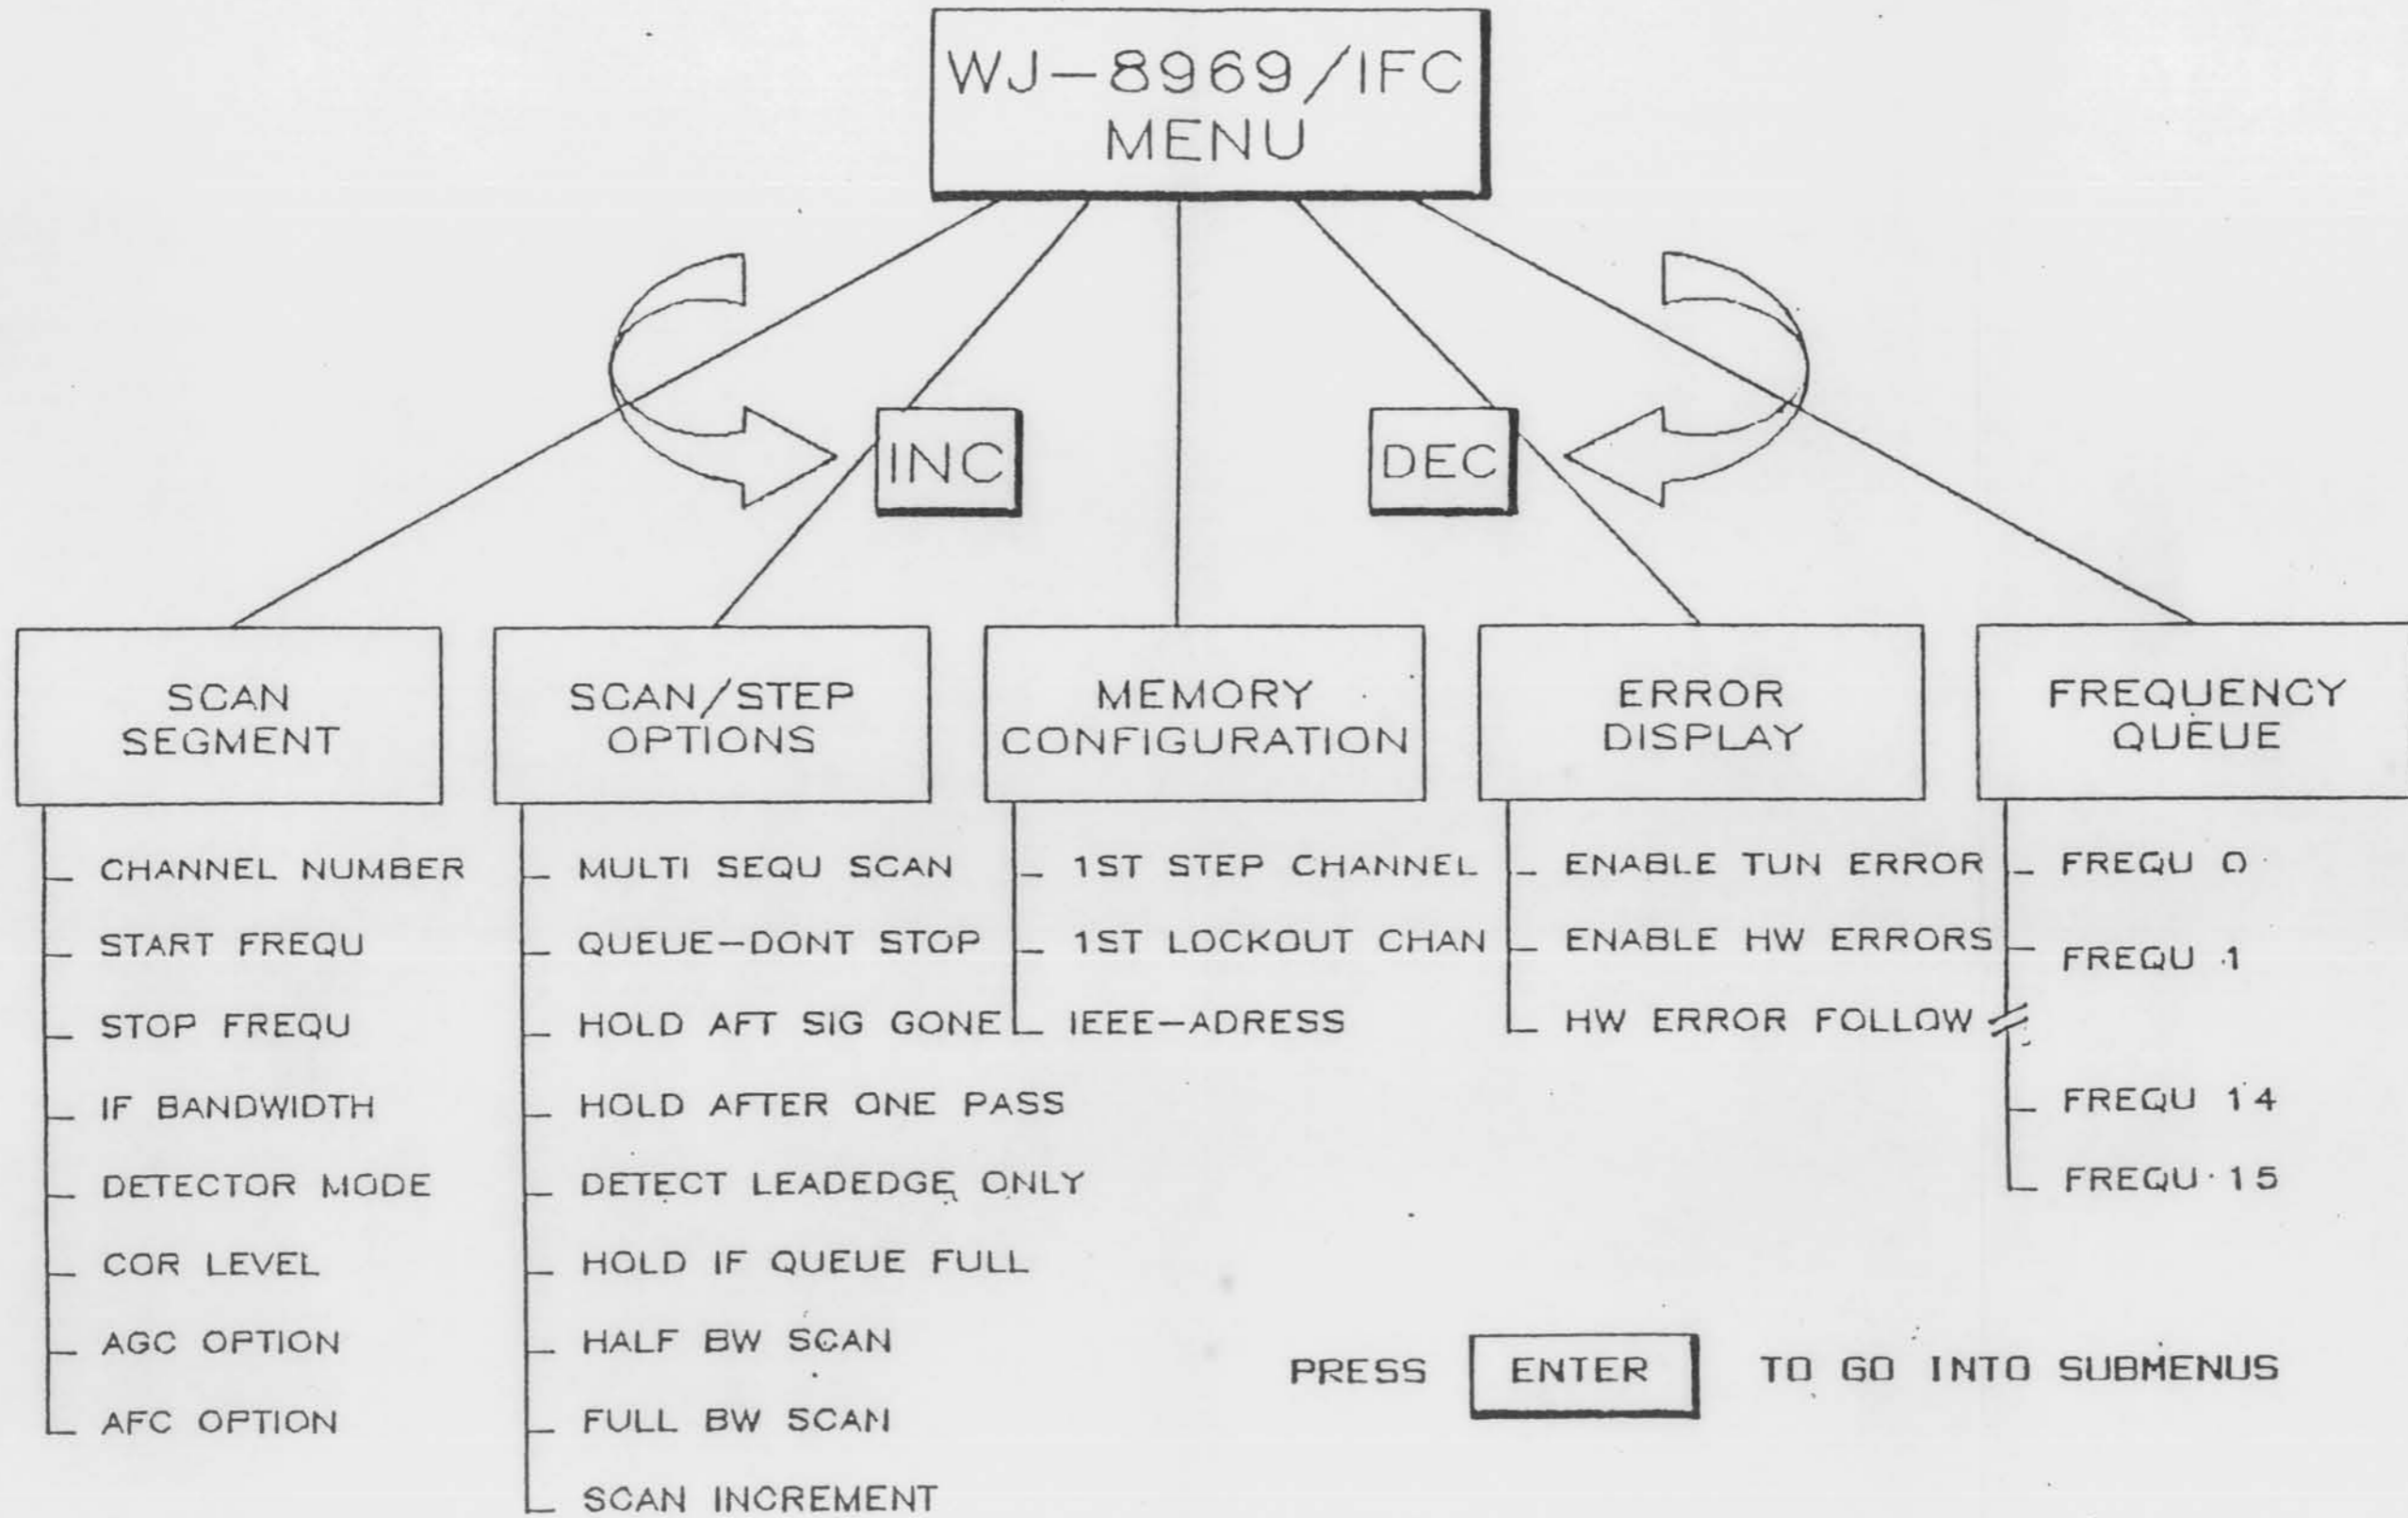 WJ-8969/IFC
MENU
INC
DEC
SCAN
SEGMENT
CHANNEL NUMBER
START FREQU
STOP FREQU
IF BANDWIDTH
DETECTOR MODE
COR LEVEL
AGC OPTION
AFC OPTION
SCAN/STEP
OPTIONS
MULTI SEQU SCAN
QUEUE-DONT STOP
HOLD AFT SIG GONE
HOLD AFTER ONE PASS
DETECT LEADEDGE ONLY
HOLD IF QUEUE FULL
HALF BW SCAN
FULL BW SCAN
SCAN INCREMENT
MEMORY
CONFIGURATION
1ST STEP CHANNEL
1ST LOCKOUT CHAN
IEEE-ADRESS
ERROR
DISPLAY
ENABLE TUN ERROR
ENABLE HW ERRORS
HW ERROR FOLLOW
FREQUENCY
QUEUE
FREQU 0
FREQU 1
FREQU 14
FREQU 15
PRESS ENTER TO GO INTO SUBMENUS